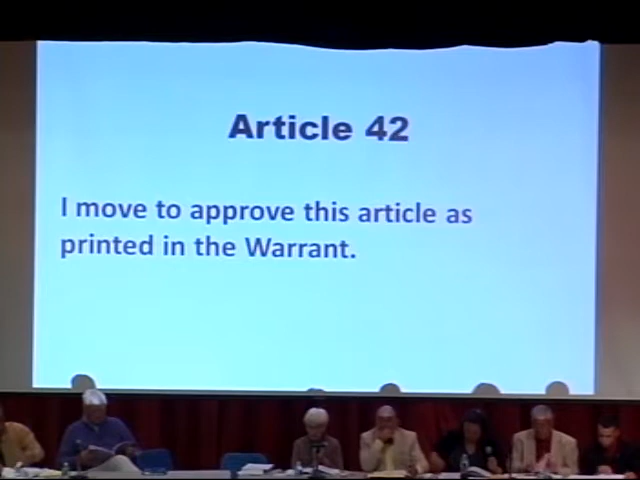 Article 42
I move to approve this article as
printed in the Warrant.